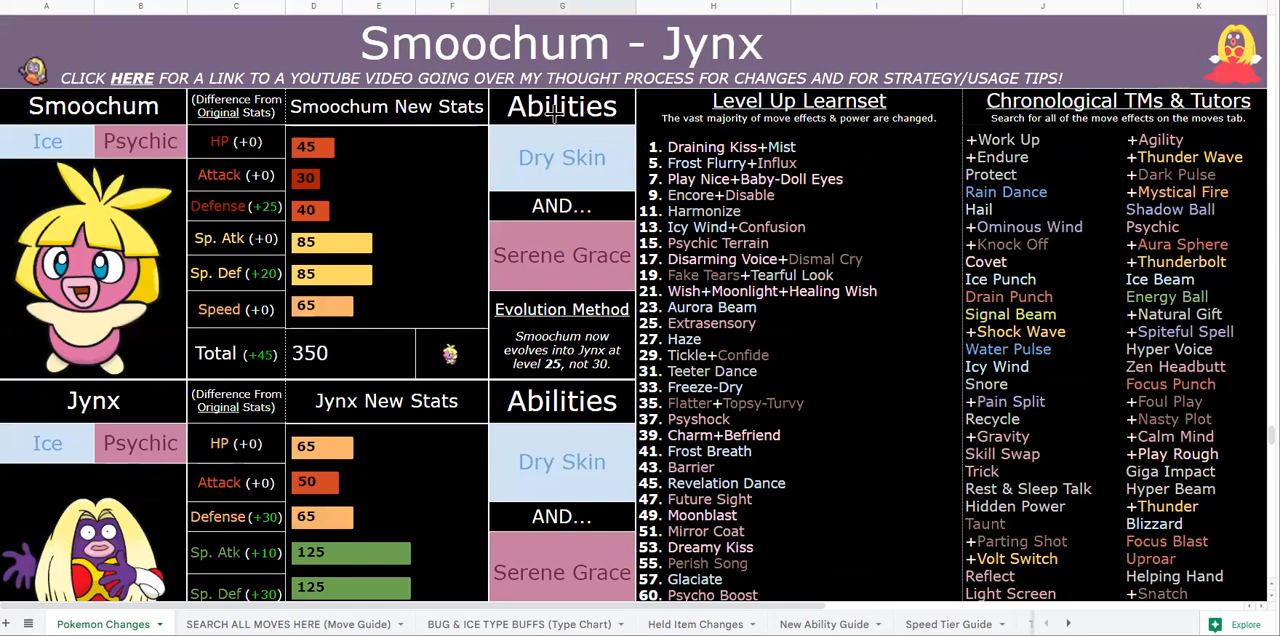 A B C D E F G H I J K
Smoochum - Jynx
CLICK HERE FOR A LINK TO A YOUTUBE VIDEO GOING OVER MY THOUGHT PROCESS FOR CHANGES AND FOR STRATEGY/USAGE TIPS!
Smoochum
(Difference From
Original Stats)
Smoochum New Stats
Ice Psychic
HP (+0) 45
Attack (+0) 30
Defense (+25) 40
Sp. Atk (+0) 85
Sp. Def (+20) 85
Speed (+0) 65
Total (+45) 350
Abilities
Dry Skin
AND...
Serene Grace
Evolution Method
Smoochum now
evolves into Jynx at
level 25, not 30.
Jynx
(Difference From
Original Stats)
Jynx New Stats
Ice Psychic
HP (+0) 65
Attack (+0) 50
Defense (+30) 65
Sp. Atk (+10) 125
Sp. Def (+30) 125
Abilities
Dry Skin
AND...
Serene Grace
Level Up Learnset
The vast majority of move effects & power are changed.
1. Draining Kiss+Mist
5. Frost Flurry+Influx
7. Play Nice+Baby-Doll Eyes
9. Encore+Disable
11. Harmonize
13. Icy Wind+Confusion
15. Psychic Terrain
17. Disarming Voice+Dismal Cry
19. Fake Tears+Tearful Look
21. Wish+Moonlight+Healing Wish
23. Aurora Beam
25. Extrasensory
27. Haze
29. Tickle+Confide
31. Teeter Dance
33. Freeze-Dry
35. Flatter+Topsy-Turvy
37. Psyshock
39. Charm+Befriend
41. Frost Breath
43. Barrier
45. Revelation Dance
47. Future Sight
49. Moonblast
51. Mirror Coat
53. Dreamy Kiss
55. Perish Song
57. Glaciate
60. Psycho Boost
Chronological TMs & Tutors
Search for all of the move effects on the moves tab.
+Work Up
+Endure
Protect
Rain Dance
Hail
+Ominous Wind
+Knock Off
Covet
Ice Punch
Drain Punch
Signal Beam
+Shock Wave
Water Pulse
Icy Wind
Snore
+Pain Split
Recycle
+Gravity
Skill Swap
Trick
Rest & Sleep Talk
Hidden Power
Taunt
+Parting Shot
+Volt Switch
Reflect
Light Screen
+Agility
+Thunder Wave
+Dark Pulse
+Mystical Fire
Shadow Ball
Psychic
+Aura Sphere
+Thunderbolt
Ice Beam
Energy Ball
+Natural Gift
+Spiteful Spell
Hyper Voice
Zen Headbutt
Focus Punch
+Foul Play
+Nasty Plot
+Calm Mind
+Play Rough
Giga Impact
Hyper Beam
+Thunder
Blizzard
Focus Blast
Uproar
Helping Hand
+Snatch
Pokemon Changes SEARCH ALL MOVES HERE (Move Guide) BUG & ICE TYPE BUFFS (Type Chart) Held Item Changes New Ability Guide Speed Tier Guide Explore